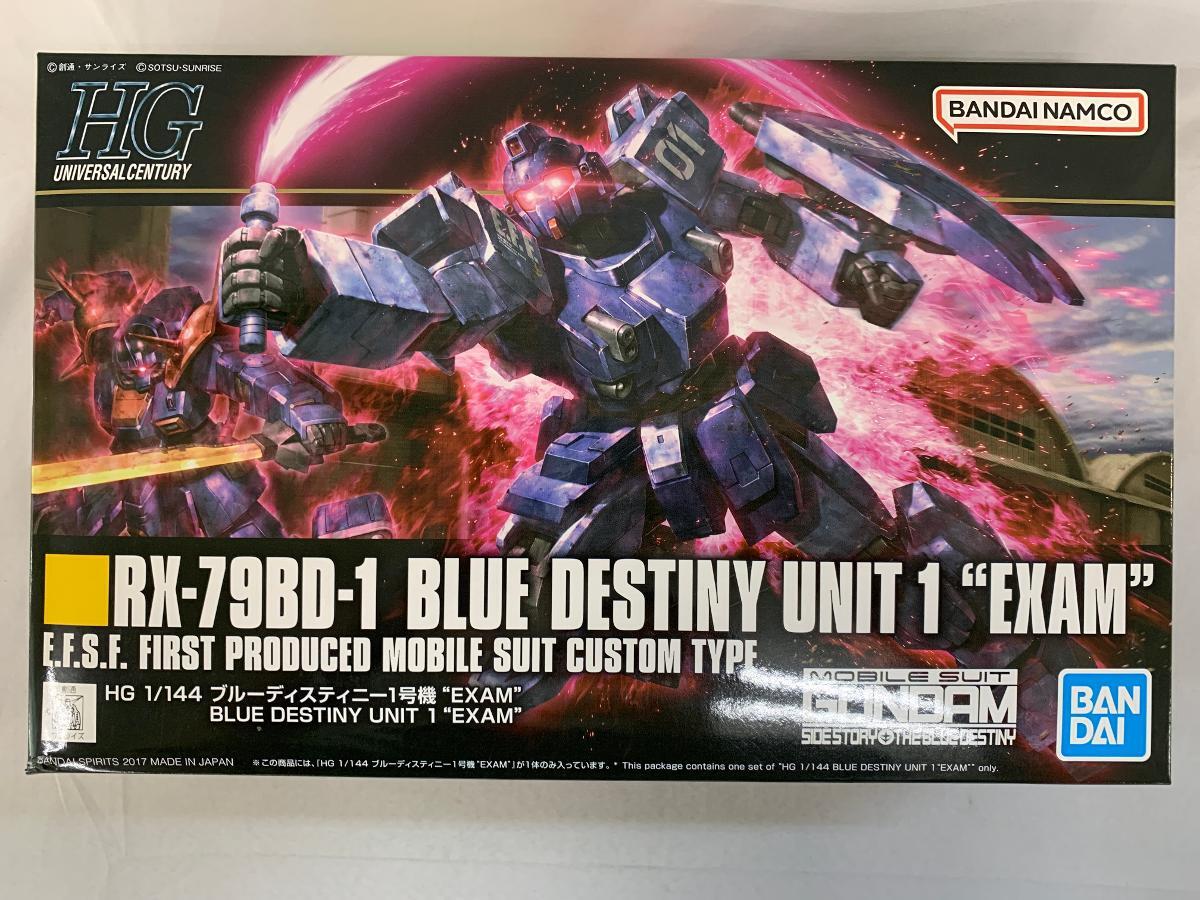 ©創通・サンライズ ©SOTSU・SUNRISE
HG
UNIVERSAL CENTURY
BANDAI NAMCO
01
RX-79BD-1 BLUE DESTINY UNIT 1 “EXAM”
E.F.S.F. FIRST PRODUCED MOBILE SUIT CUSTOM TYPE
HG 1/144 ブルーディスティニー1号機 “EXAM”
BLUE DESTINY UNIT 1 “EXAM”
MOBILE SUIT
GUNDAM
SIDE STORY THE BLUE DESTINY
BAN
DAI
創通
BANDAI SPIRITS 2017 MADE IN JAPAN ※この商品には、「HG 1/144 ブルーディスティニー1号機 “EXAM”」が1体のみ入っています。 * This package contains one set of "HG 1/144 BLUE DESTINY UNIT 1"EXAM"" only.